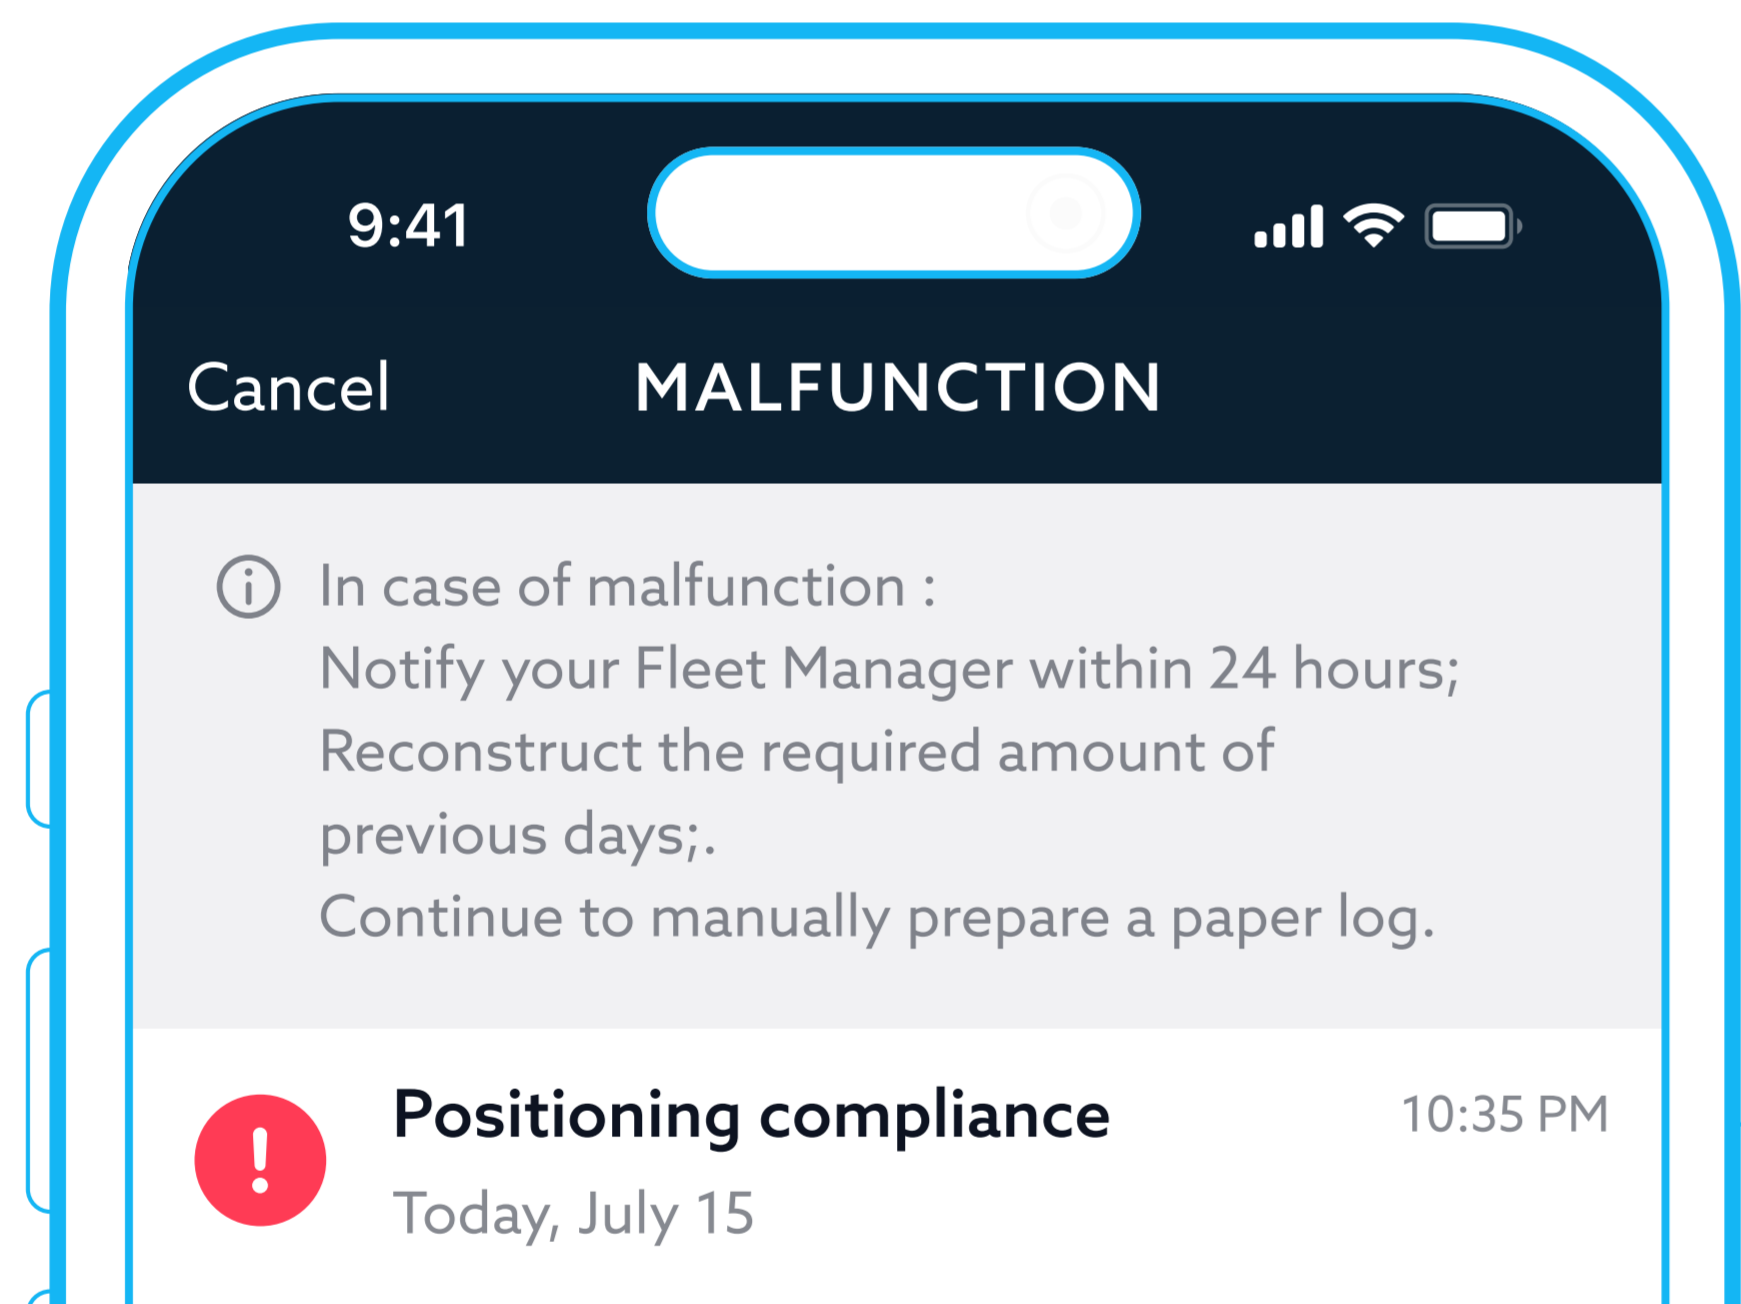 9:41
Cancel
MALFUNCTION
In case of malfunction :
Notify your Fleet Manager within 24 hours;
Reconstruct the required amount of
previous days;.
Continue to manually prepare a paper log.
Positioning compliance
10:35 PM
Today, July 15